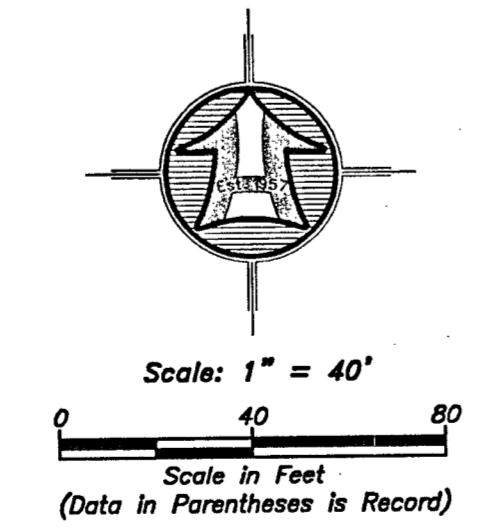 Est. 1957
Scale: 1" = 40'
0 40 80
Scale in Feet
(Data in Parentheses is Record)